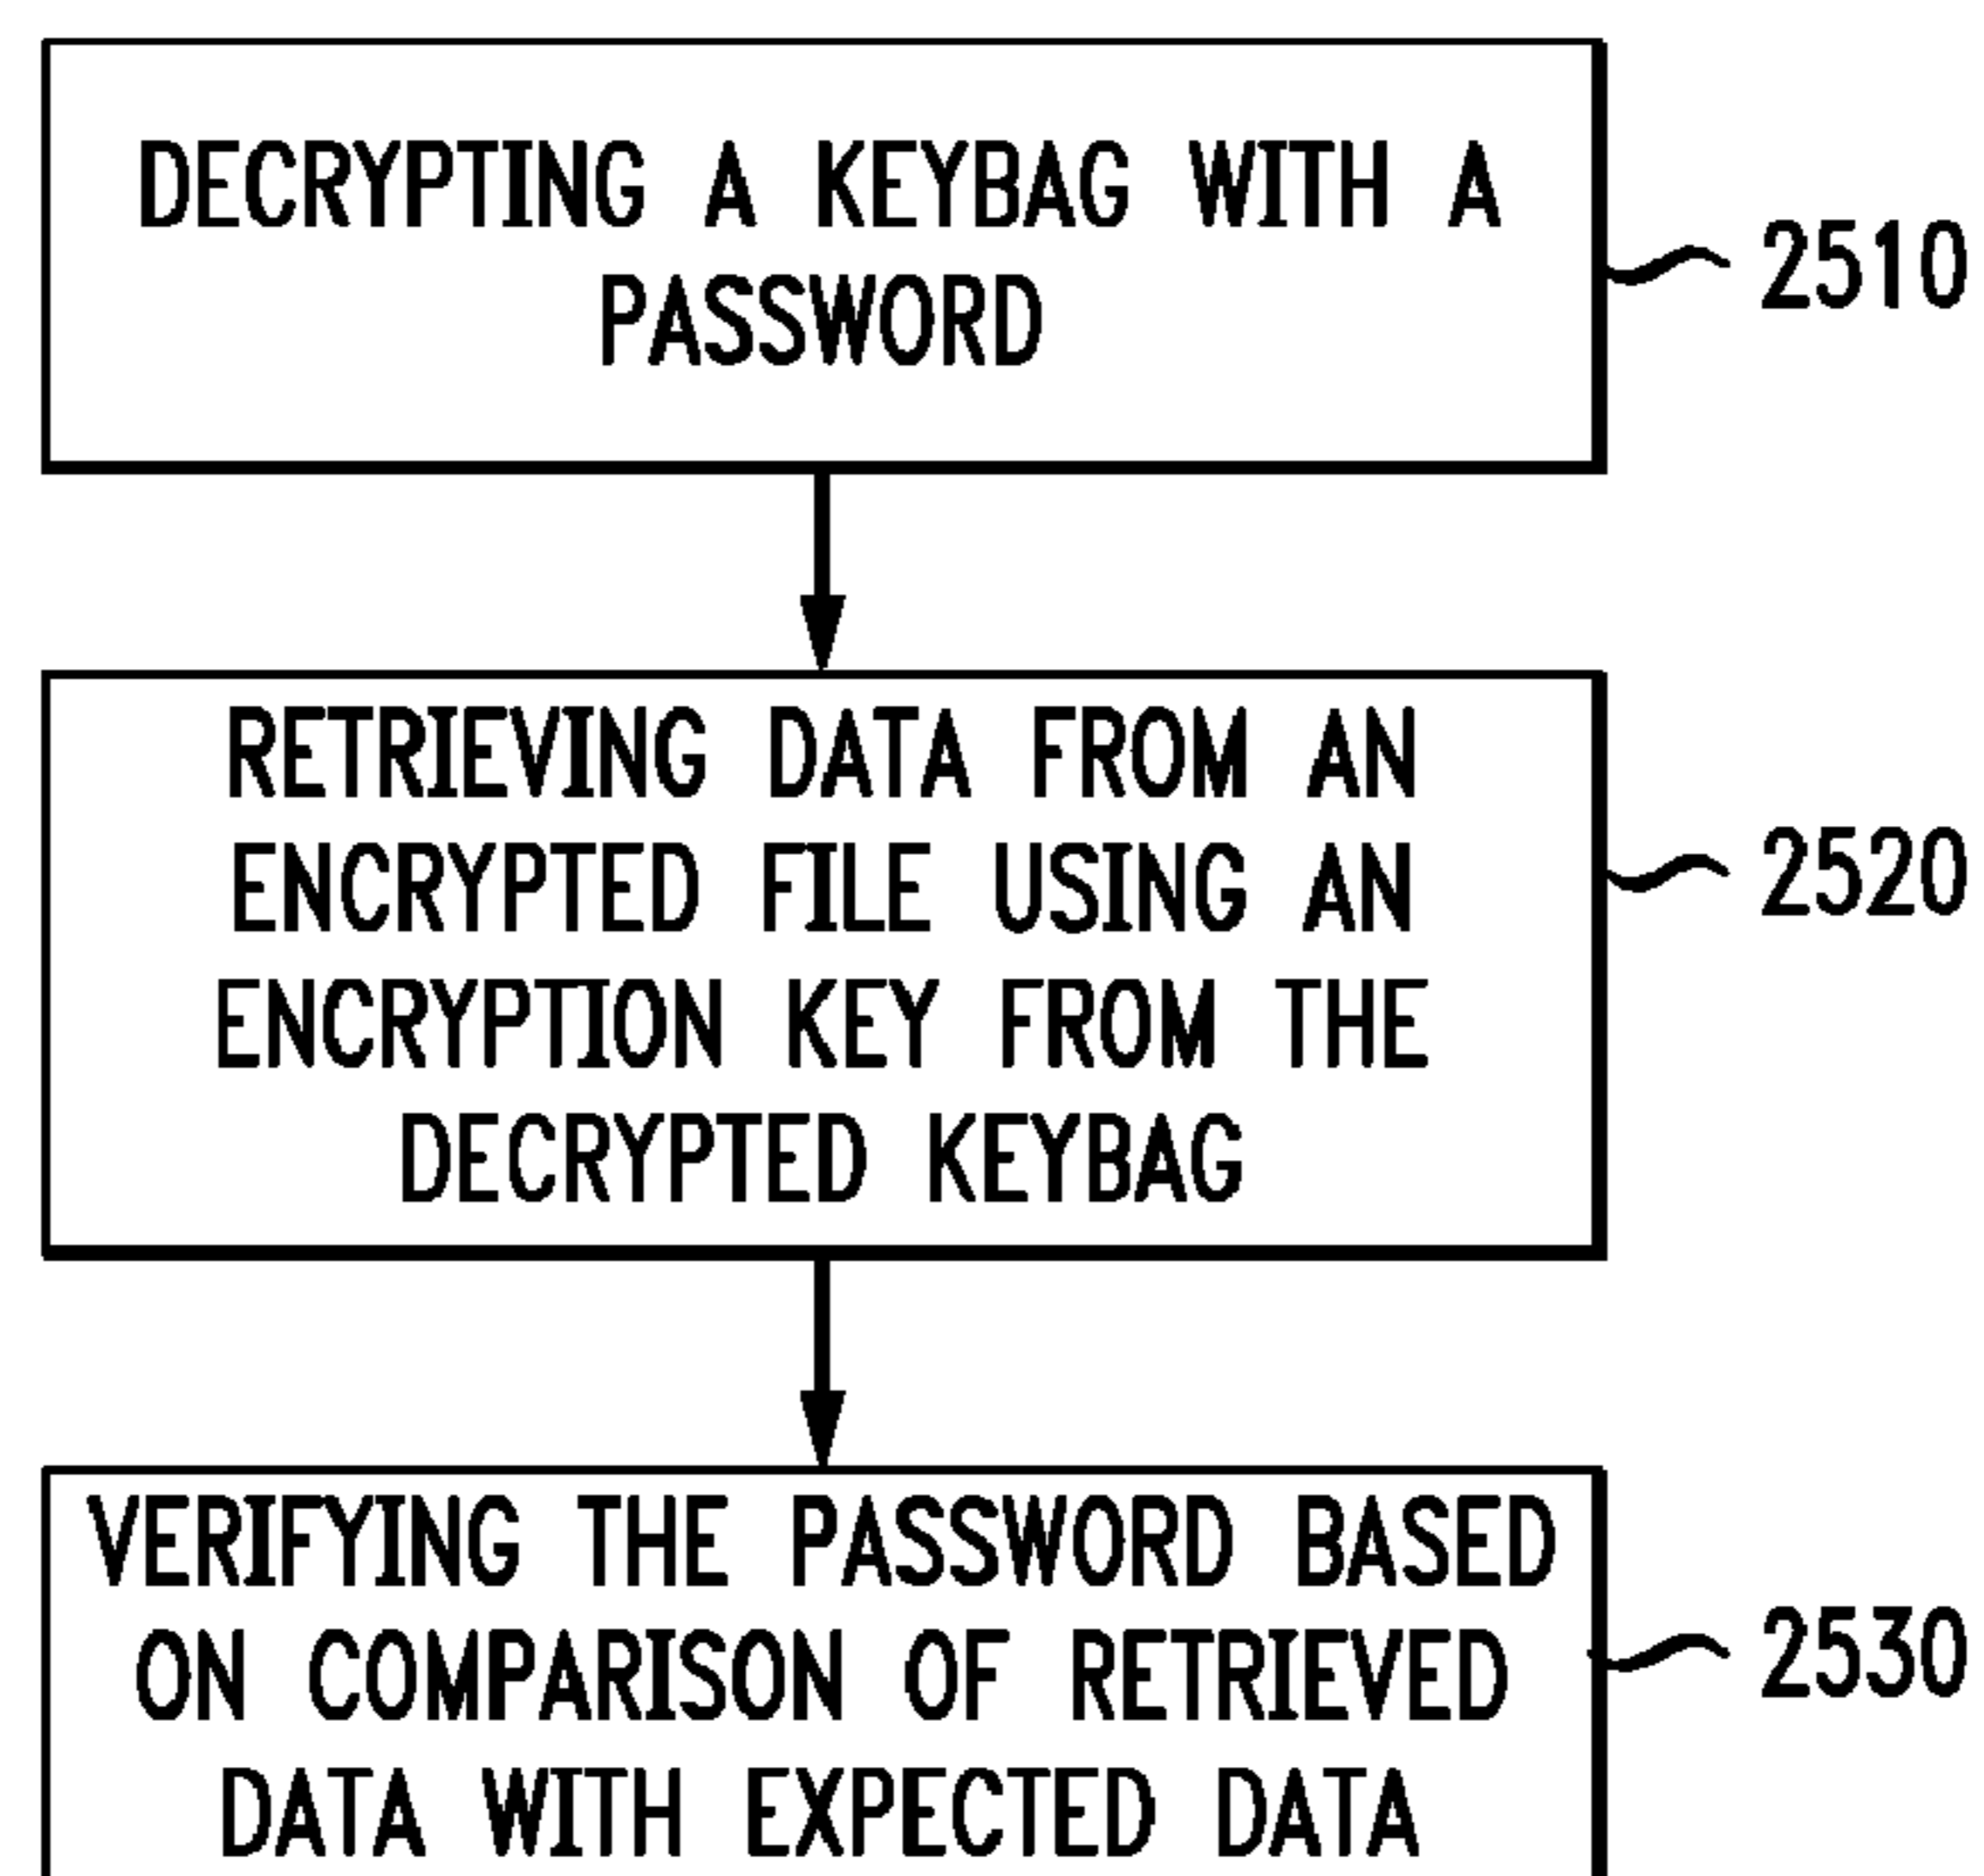 DECRYPTING A KEYBAG WITH A
PASSWORD
2510
RETRIEVING DATA FROM AN
ENCRYPTED FILE USING AN
ENCRYPTION KEY FROM THE
DECRYPTED KEYBAG
2520
VERIFYING THE PASSWORD BASED
ON COMPARISON OF RETRIEVED
DATA WITH EXPECTED DATA
2530